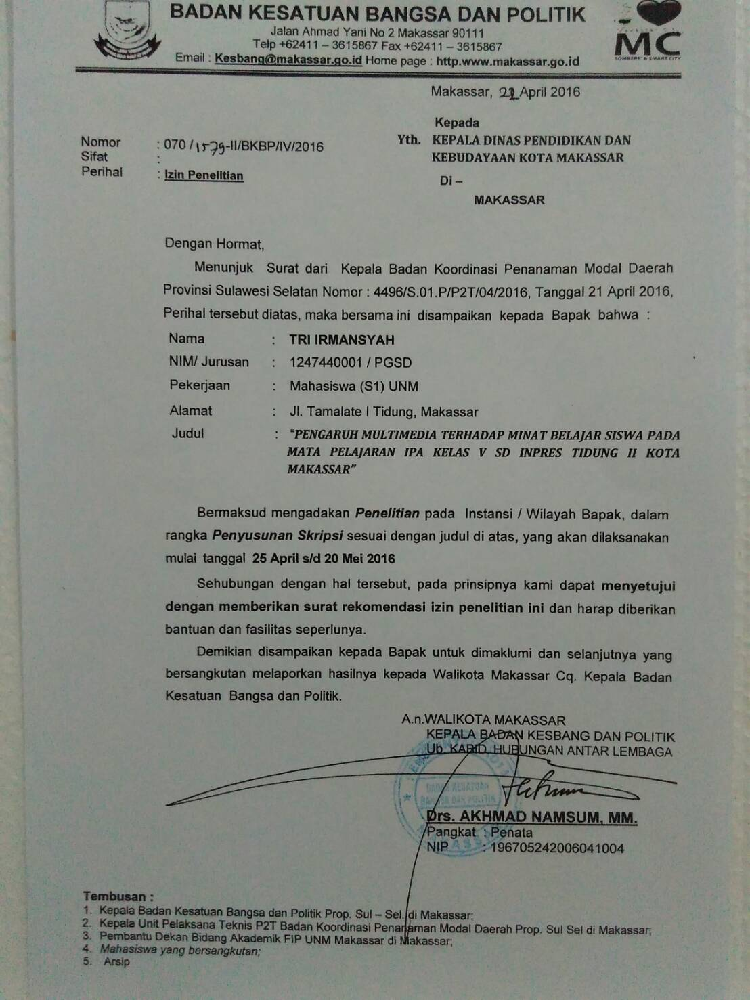 BADAN KESATUAN BANGSA DAN POLITIK
Jalan Ahmad Yani No 2 Makassar 90111
Telp +62411 – 3615867 Fax +62411 – 3615867
Email : Kesbang@makassar.go.id Home page : http.www.makassar.go.id
MC
SOMBERE' & SMART CITY
Makassar, 22 April 2016
Kepada
Yth. KEPALA DINAS PENDIDIKAN DAN
KEBUDAYAAN KOTA MAKASSAR
Di –
MAKASSAR
Nomor : 070 / 1579-II/BKBP/IV/2016
Sifat :
Perihal : Izin Penelitian
Dengan Hormat,
Menunjuk Surat dari Kepala Badan Koordinasi Penanaman Modal Daerah
Provinsi Sulawesi Selatan Nomor : 4496/S.01.P/P2T/04/2016, Tanggal 21 April 2016,
Perihal tersebut diatas, maka bersama ini disampaikan kepada Bapak bahwa :
Nama : TRI IRMANSYAH
NIM/ Jurusan : 1247440001 / PGSD
Pekerjaan : Mahasiswa (S1) UNM
Alamat : Jl. Tamalate I Tidung, Makassar
Judul : "PENGARUH MULTIMEDIA TERHADAP MINAT BELAJAR SISWA PADA
MATA PELAJARAN IPA KELAS V SD INPRES TIDUNG II KOTA
MAKASSAR"
Bermaksud mengadakan Penelitian pada Instansi / Wilayah Bapak, dalam
rangka Penyusunan Skripsi sesuai dengan judul di atas, yang akan dilaksanakan
mulai tanggal 25 April s/d 20 Mei 2016
Sehubungan dengan hal tersebut, pada prinsipnya kami dapat menyetujui
dengan memberikan surat rekomendasi izin penelitian ini dan harap diberikan
bantuan dan fasilitas seperlunya.
Demikian disampaikan kepada Bapak untuk dimaklumi dan selanjutnya yang
bersangkutan melaporkan hasilnya kepada Walikota Makassar Cq. Kepala Badan
Kesatuan Bangsa dan Politik.
A.n.WALIKOTA MAKASSAR
KEPALA BADAN KESBANG DAN POLITIK
Ub. KABID. HUBUNGAN ANTAR LEMBAGA
BADAN KESATUAN
BANGSA DAN POLITIK
Drs. AKHMAD NAMSUM, MM.
Pangkat : Penata
NIP : 196705242006041004
Tembusan :
1. Kepala Badan Kesatuan Bangsa dan Politik Prop. Sul – Sel. di Makassar;
2. Kepala Unit Pelaksana Teknis P2T Badan Koordinasi Penanaman Modal Daerah Prop. Sul Sel di Makassar;
3. Pembantu Dekan Bidang Akademik FIP UNM Makassar di Makassar;
4. Mahasiswa yang bersangkutan;
5. Arsip